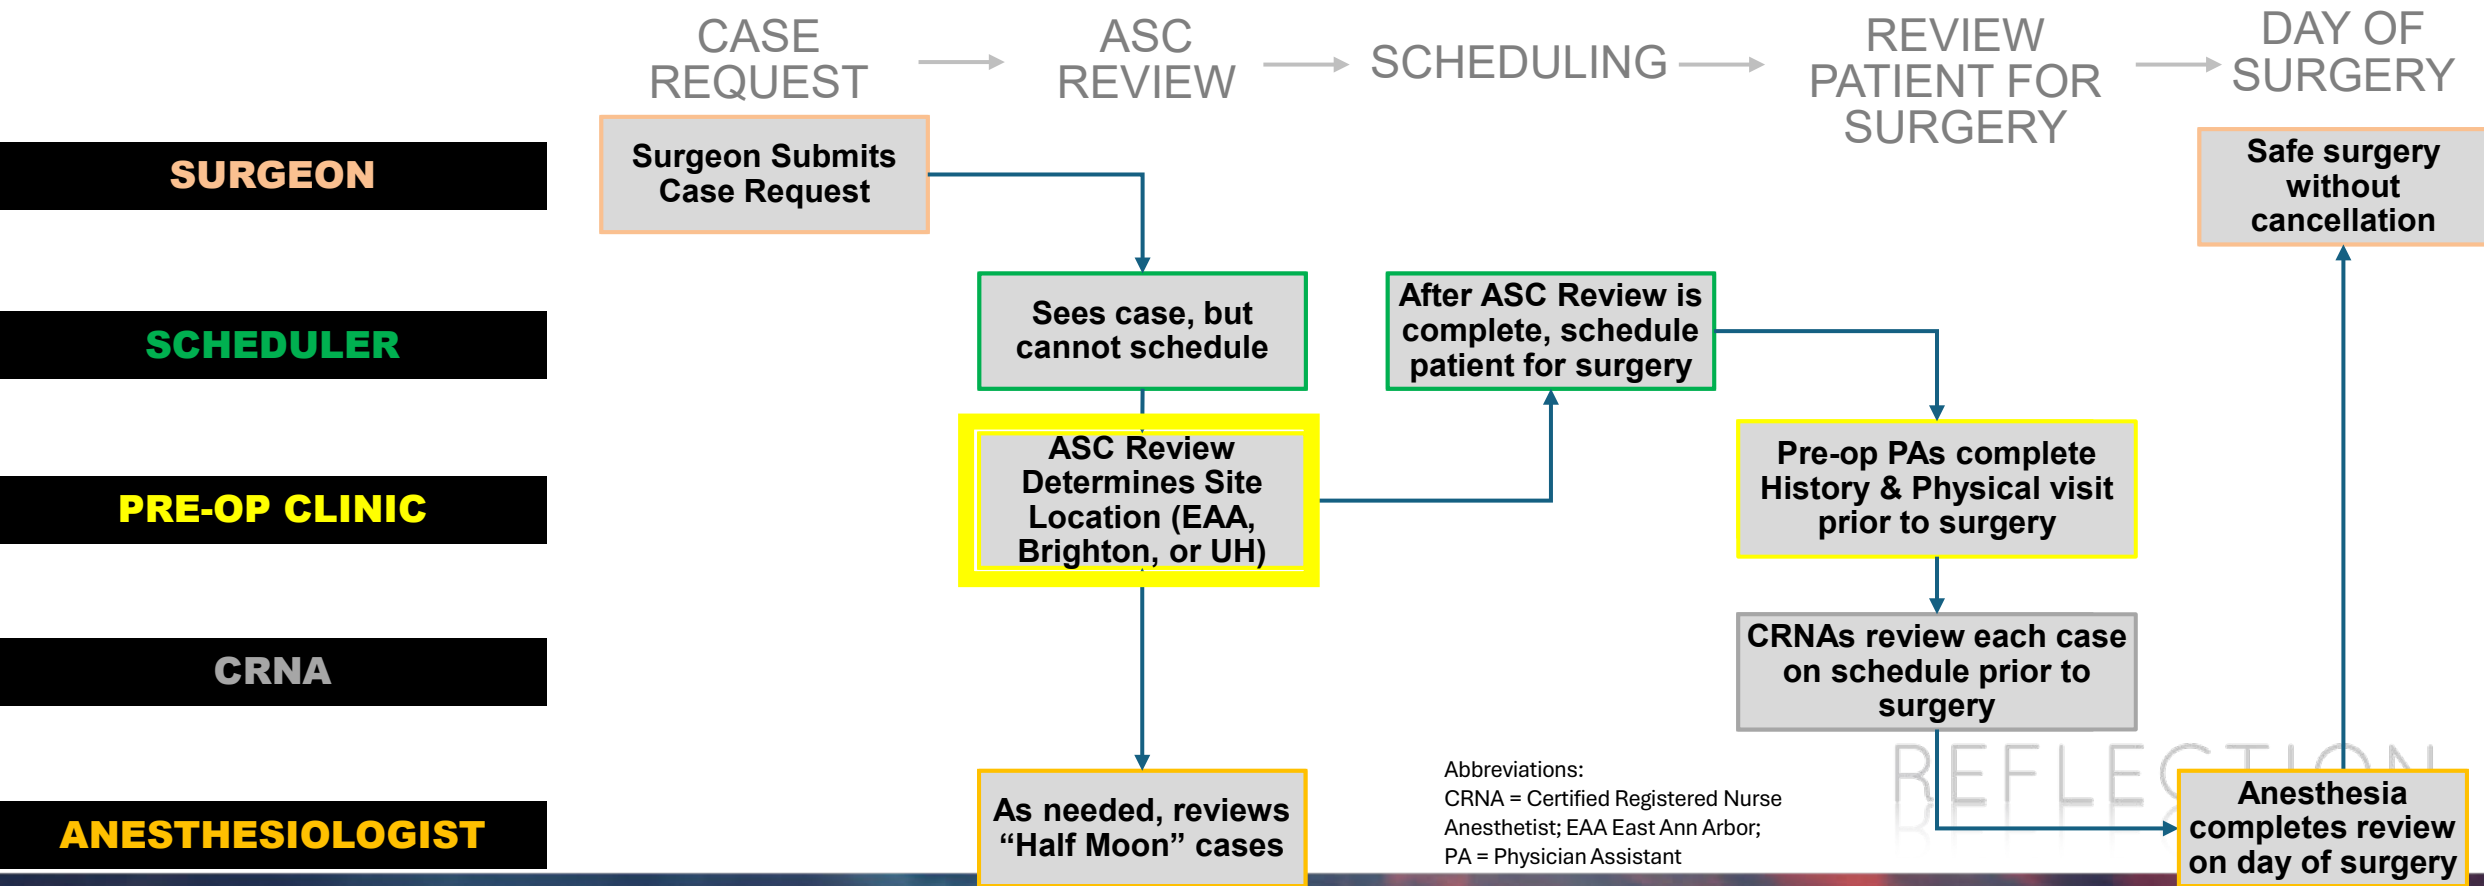 CASE
REQUEST
ASC
REVIEW
SCHEDULING
REVIEW
PATIENT FOR
SURGERY
DAY OF
SURGERY
SURGEON
Surgeon Submits
Case Request
Safe surgery
without
cancellation
SCHEDULER
Sees case, but
cannot schedule
After ASC Review is
complete, schedule
patient for surgery
PRE-OP CLINIC
ASC Review
Determines Site
Location (EAA,
Brighton, or UH)
Pre-op PAs complete
History & Physical visit
prior to surgery
CRNA
CRNAs review each case
on schedule prior to
surgery
ANESTHESIOLOGIST
As needed, reviews
“Half Moon” cases
Abbreviations:
CRNA = Certified Registered Nurse
Anesthetist; EAA East Ann Arbor;
PA = Physician Assistant
REFLECTION
Anesthesia
completes review
on day of surgery